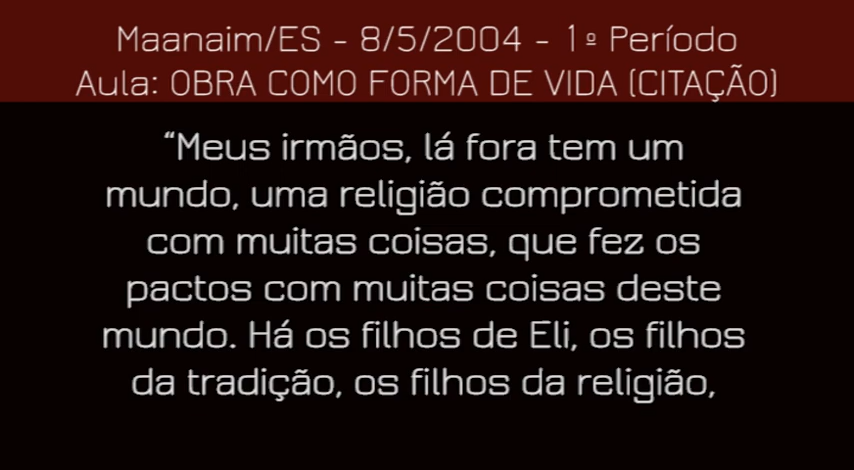 Maanaim/ES - 8/5/2004 - 1º Período
Aula: OBRA COMO FORMA DE VIDA (CITAÇÃO)
“Meus irmãos, lá fora tem um
mundo, uma religião comprometida
com muitas coisas, que fez os
pactos com muitas coisas deste
mundo. Há os filhos de Eli, os filhos
da tradição, os filhos da religião,